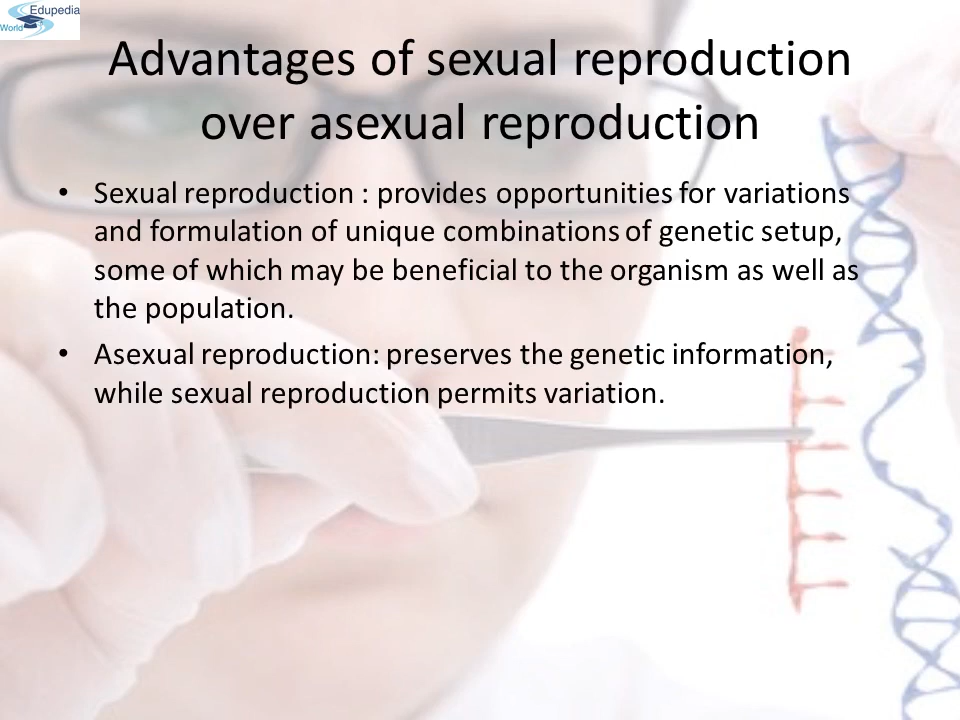 Edupedia
World
Advantages of sexual reproduction
over asexual reproduction
• Sexual reproduction : provides opportunities for variations
and formulation of unique combinations of genetic setup,
some of which may be beneficial to the organism as well as
the population.
• Asexual reproduction: preserves the genetic information,
while sexual reproduction permits variation.